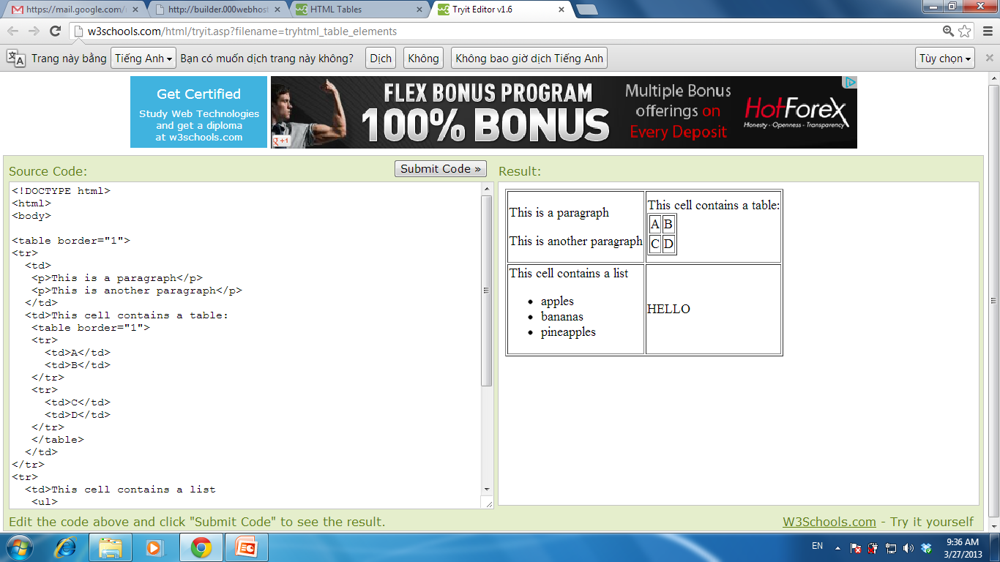 https://mail.google.com/
http://builder.000webhost
HTML Tables
Tryit Editor v1.6
w3schools.com/html/tryit.asp?filename=tryhtml_table_elements
Trang này bằng Tiếng Anh Bạn có muốn dịch trang này không? Dịch Không Không bao giờ dịch Tiếng Anh Tùy chọn
Get Certified
Study Web Technologies
and get a diploma
at w3schools.com
+1
FLEX BONUS PROGRAM
100% BONUS
Multiple Bonus
offerings on
Every Deposit
HotForex
Honesty - Openness - Transparency
Source Code:
Submit Code »
<!DOCTYPE html>
<html>
<body>
<table border="1">
<tr>
<td>
<p>This is a paragraph</p>
<p>This is another paragraph</p>
</td>
<td>This cell contains a table:
<table border="1">
<tr>
<td>A</td>
<td>B</td>
</tr>
<tr>
<td>C</td>
<td>D</td>
</tr>
</table>
</td>
</tr>
<tr>
<td>This cell contains a list
<ul>
Result:
This is a paragraph
This is another paragraph
This cell contains a table:
A B
C D
This cell contains a list
apples
bananas
pineapples
HELLO
Edit the code above and click "Submit Code" to see the result.
W3Schools.com - Try it yourself
EN
9:36 AM
3/27/2013